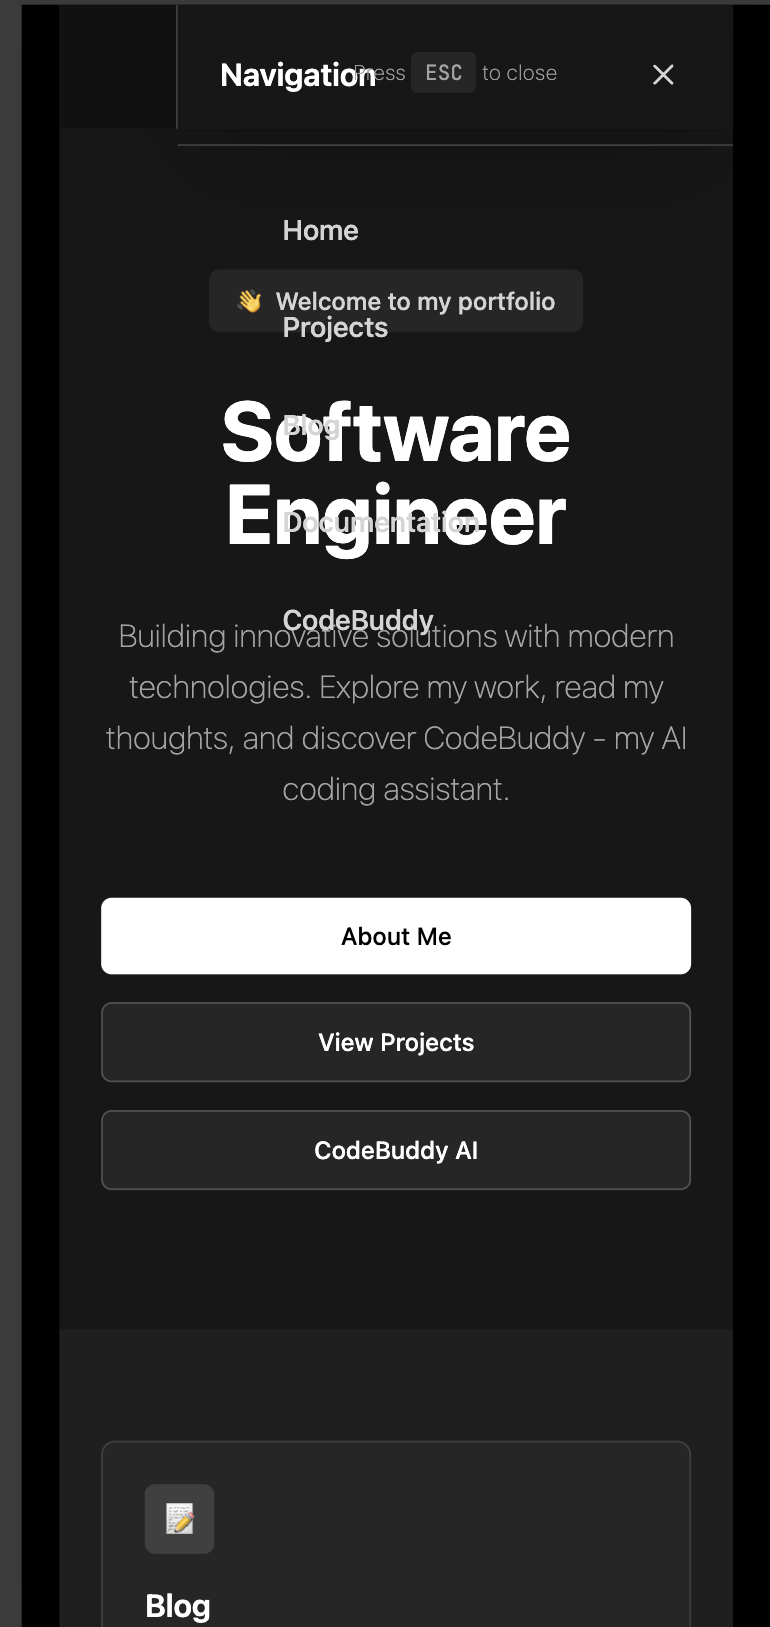 Navigation
Press ESC to close
Home
👋 Welcome to my portfolio
Projects
Software
Blog
Engineer
Documentation
CodeBuddy
Building innovative solutions with modern
technologies. Explore my work, read my
thoughts, and discover CodeBuddy - my AI
coding assistant.
About Me
View Projects
CodeBuddy AI
Blog